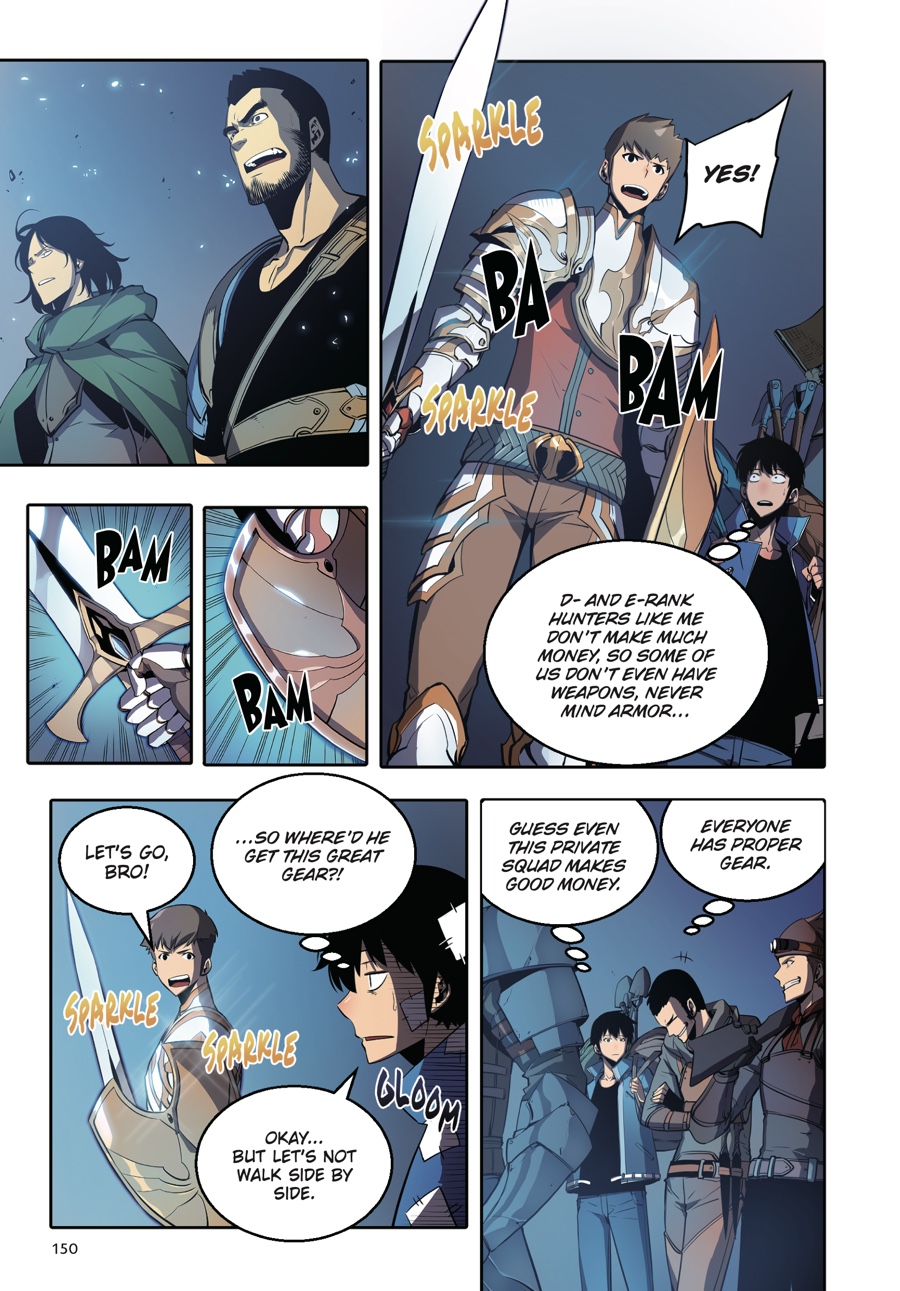 SPARKLE
YES!
BA
BAM
SPARKLE
D- AND E-RANK
HUNTERS LIKE ME
DON'T MAKE MUCH
MONEY, SO SOME OF
US DON'T EVEN HAVE
WEAPONS, NEVER
MIND ARMOR...
BAM
BAM
LET'S GO,
BRO!
...SO WHERE'D HE
GET THIS GREAT
GEAR?!
SPARKLE
SPARKLE
GLOOM
OKAY...
BUT LET'S NOT
WALK SIDE BY
SIDE.
GUESS EVEN
THIS PRIVATE
SQUAD MAKES
GOOD MONEY.
EVERYONE
HAS PROPER
GEAR.
150